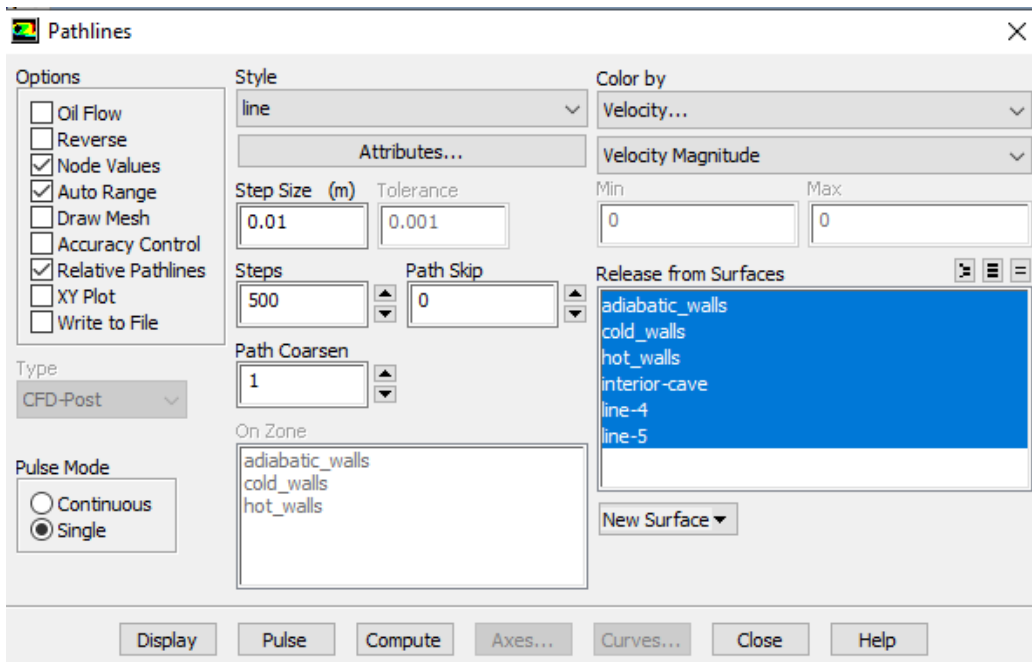 Pathlines
Options
Oil Flow
Reverse
Node Values
Auto Range
Draw Mesh
Accuracy Control
Relative Pathlines
XY Plot
Write to File
Type
CFD-Post
Pulse Mode
Continuous
Single
Style
line
Attributes...
Step Size (m) Tolerance
0.01 0.001
Steps Path Skip
500 0
Path Coarsen
1
On Zone
adiabatic_walls
cold_walls
hot_walls
Color by
Velocity...
Velocity Magnitude
Min Max
0 0
Release from Surfaces
adiabatic_walls
cold_walls
hot_walls
interior-cave
line-4
line-5
New Surface
Display Pulse Compute Axes... Curves... Close Help